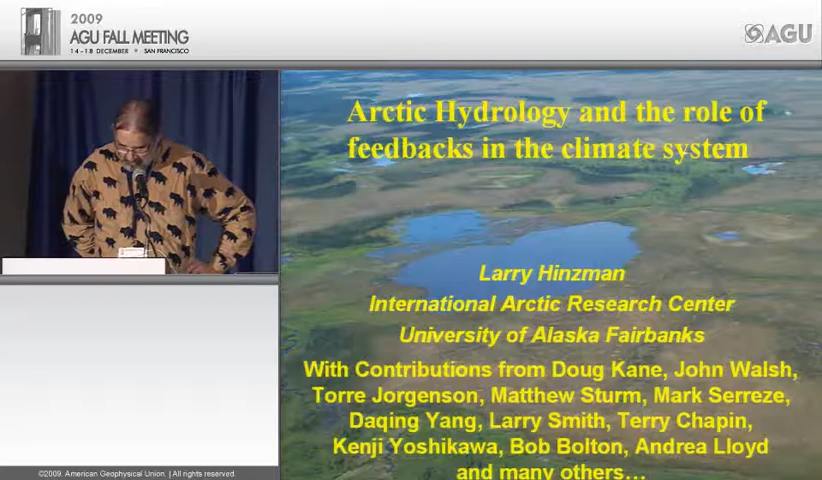 2009
AGU FALL MEETING
14-18 DECEMBER • SAN FRANCISCO
AGU
Arctic Hydrology and the role of
feedbacks in the climate system
Larry Hinzman
International Arctic Research Center
University of Alaska Fairbanks
With Contributions from Doug Kane, John Walsh,
Torre Jorgenson, Matthew Sturm, Mark Serreze,
Daqing Yang, Larry Smith, Terry Chapin,
Kenji Yoshikawa, Bob Bolton, Andrea Lloyd
and many others…
©2009. American Geophysical Union. | All rights reserved.